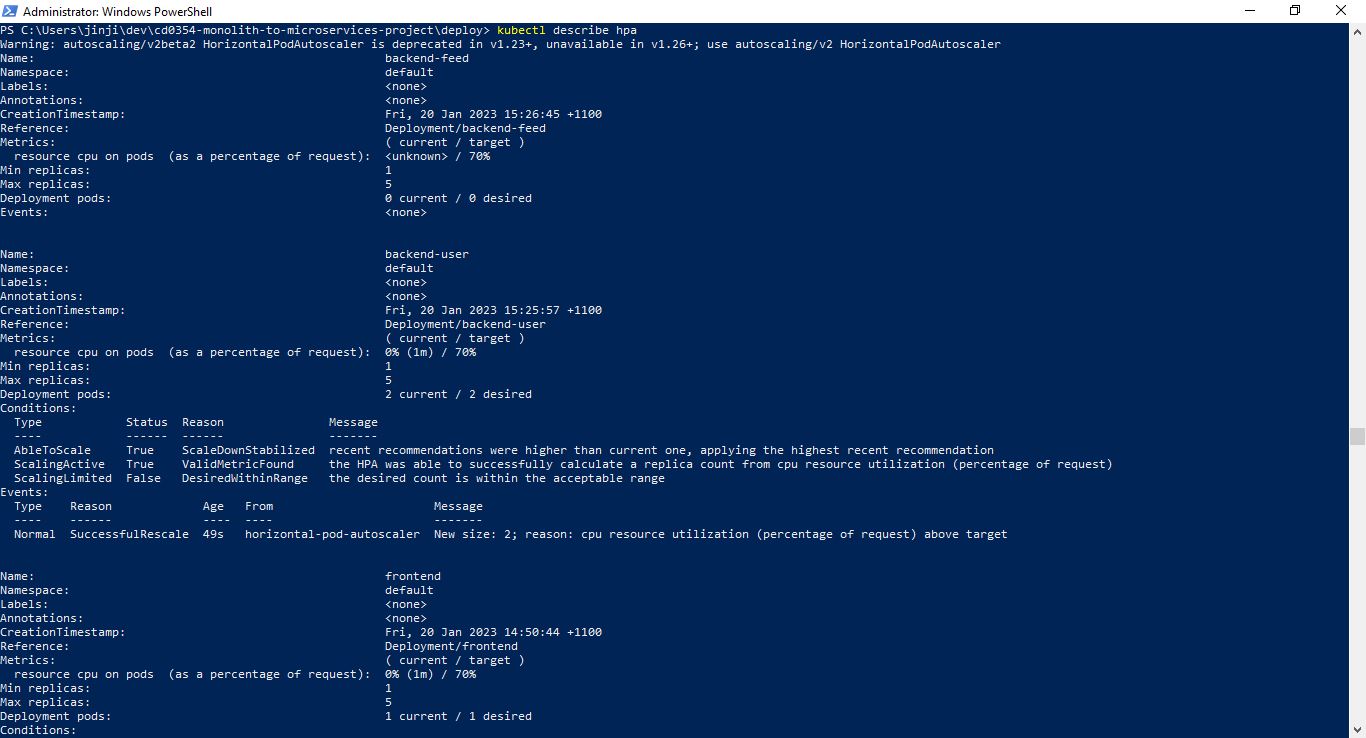 Administrator: Windows PowerShell
PS C:\Users\jinji\dev\cd0354-monolith-to-microservices-project\deploy> kubectl describe hpa
Warning: autoscaling/v2beta2 HorizontalPodAutoscaler is deprecated in v1.23+, unavailable in v1.26+; use autoscaling/v2 HorizontalPodAutoscaler
Name: backend-feed
Namespace: default
Labels: <none>
Annotations: <none>
CreationTimestamp: Fri, 20 Jan 2023 15:26:45 +1100
Reference: Deployment/backend-feed
Metrics: ( current / target )
resource cpu on pods (as a percentage of request): <unknown> / 70%
Min replicas: 1
Max replicas: 5
Deployment pods: 0 current / 0 desired
Events: <none>
Name: backend-user
Namespace: default
Labels: <none>
Annotations: <none>
CreationTimestamp: Fri, 20 Jan 2023 15:25:57 +1100
Reference: Deployment/backend-user
Metrics: ( current / target )
resource cpu on pods (as a percentage of request): 0% (1m) / 70%
Min replicas: 1
Max replicas: 5
Deployment pods: 2 current / 2 desired
Conditions:
Type Status Reason Message
---- ------ ------ -------
AbleToScale True ScaleDownStabilized recent recommendations were higher than current one, applying the highest recent recommendation
ScalingActive True ValidMetricFound the HPA was able to successfully calculate a replica count from cpu resource utilization (percentage of request)
ScalingLimited False DesiredWithinRange the desired count is within the acceptable range
Events:
Type Reason Age From Message
---- ------ ---- ---- -------
Normal SuccessfulRescale 49s horizontal-pod-autoscaler New size: 2; reason: cpu resource utilization (percentage of request) above target
Name: frontend
Namespace: default
Labels: <none>
Annotations: <none>
CreationTimestamp: Fri, 20 Jan 2023 14:50:44 +1100
Reference: Deployment/frontend
Metrics: ( current / target )
resource cpu on pods (as a percentage of request): 0% (1m) / 70%
Min replicas: 1
Max replicas: 5
Deployment pods: 1 current / 1 desired
Conditions: